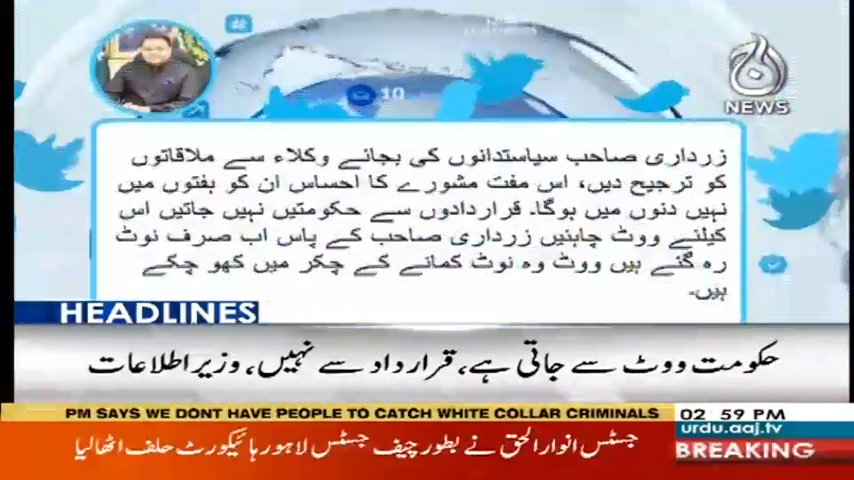 10
آج
NEWS
زرداری صاحب سیاستدانوں کی بجائے وکلاء سے ملاقاتوں
کو ترجیح دیں، اس مفت مشورے کا احساس ان کو ہفتوں میں
نہیں دنوں میں ہوگا۔ قراردادوں سے حکومتیں نہیں جاتیں اس
کیلئے ووٹ چاہئیں زرداری صاحب کے پاس اب صرف نوٹ
رہ گئے ہیں ووٹ وہ نوٹ کمانے کے چکر میں کھو چکے
ہیں۔
HEADLINES
حکومت ووٹ سے جاتی ہے، قرارداد سے نہیں، وزیراطلاعات
PM SAYS WE DONT HAVE PEOPLE TO CATCH WHITE COLLAR CRIMINALS
02 59 PM
urdu.aaj.tv
جسٹس انوارالحق نے بطور چیف جسٹس لاہور ہائیکورٹ حلف اٹھالیا
BREAKING